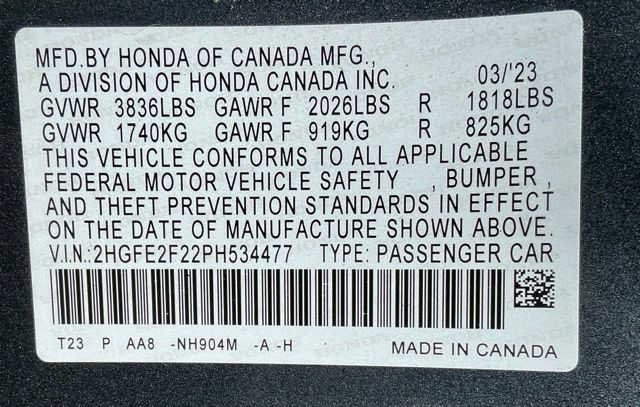 MFD.BY HONDA OF CANADA MFG.,
A DIVISION OF HONDA CANADA INC. 03/'23
GVWR 3836LBS GAWR F 2026LBS R 1818LBS
GVWR 1740KG GAWR F 919KG R 825KG
THIS VEHICLE CONFORMS TO ALL APPLICABLE
FEDERAL MOTOR VEHICLE SAFETY , BUMPER ,
AND THEFT PREVENTION STANDARDS IN EFFECT
ON THE DATE OF MANUFACTURE SHOWN ABOVE.
V.I.N.:2HGFE2F22PH534477 TYPE: PASSENGER CAR
T23 P AA8 -NH904M -A -H MADE IN CANADA